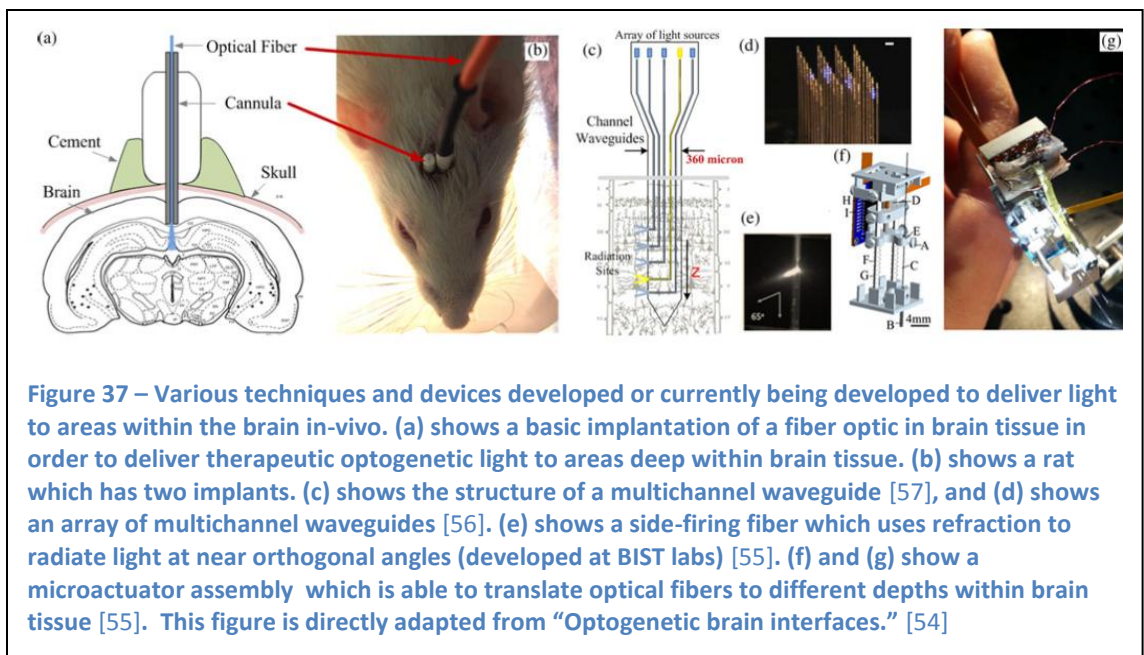 (a)
Optical Fiber
Cannula
Cement
Skull
Brain
(b)
(c)
Array of light sources
Channel
Waveguides
360 micron
Radiation
Sites
Z
(d)
(e)
65°
(f)
H
I
D
E
A
F
C
G
B
4mm
(g)
Figure 37 – Various techniques and devices developed or currently being developed to deliver light
to areas within the brain in-vivo. (a) shows a basic implantation of a fiber optic in brain tissue in
order to deliver therapeutic optogenetic light to areas deep within brain tissue. (b) shows a rat
which has two implants. (c) shows the structure of a multichannel waveguide [57], and (d) shows
an array of multichannel waveguides [56]. (e) shows a side-firing fiber which uses refraction to
radiate light at near orthogonal angles (developed at BIST labs) [55]. (f) and (g) show a
microactuator assembly which is able to translate optical fibers to different depths within brain
tissue [55]. This figure is directly adapted from “Optogenetic brain interfaces.” [54]